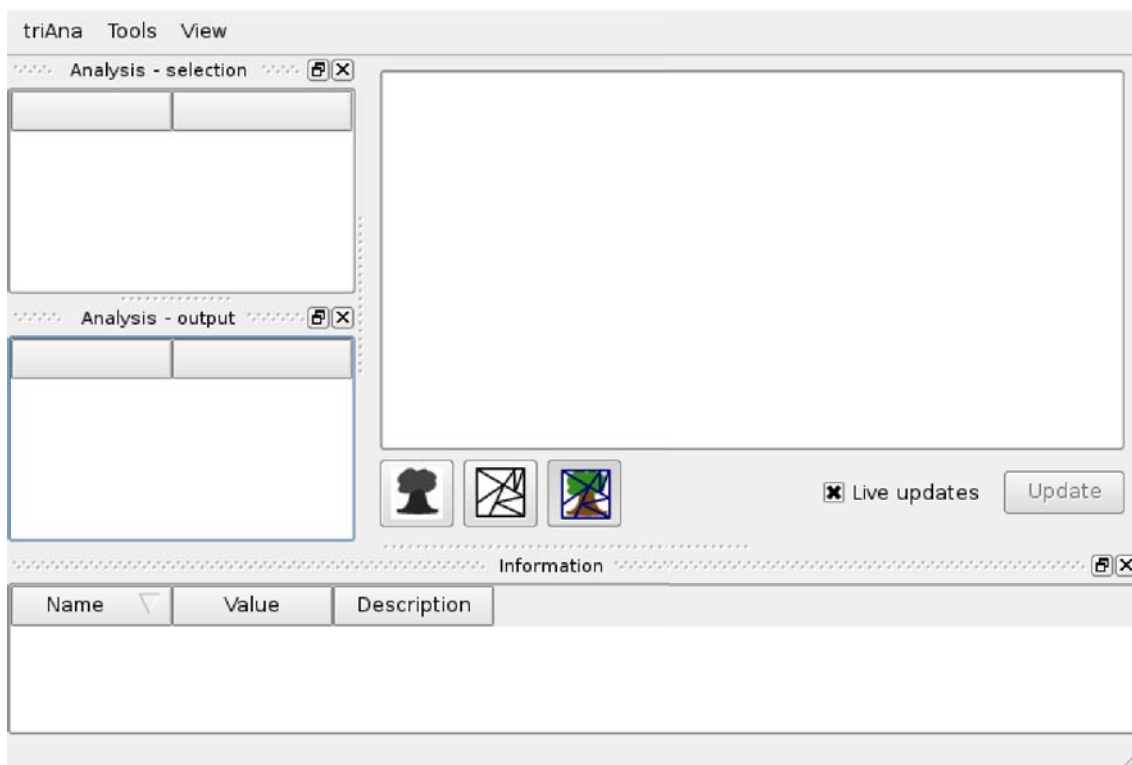 triAna Tools View
Analysis - selection
Analysis - output
Live updates Update
Information
Name Value Description